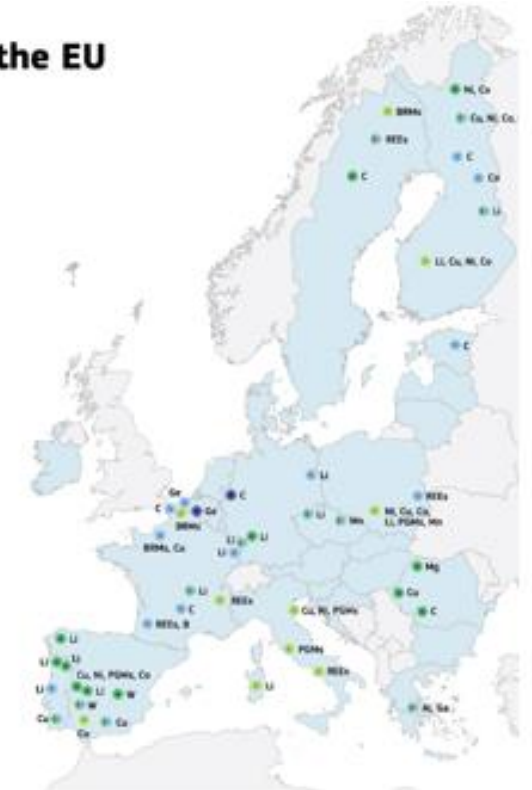 the EU
Ni, Co
BRMs
Cu, Ni, Co,
REEs
C
C
Co
Li
Li, Cu, Ni, Co
C
Li
Ge
C
C
Ge
BRMs
REEs
Li
Mn
Ni, Cu, Co,
Li, PGMs, Mn
BRMs, Co
Li
Li
Li
Mg
Li
REEs
Cu
C
Cu, Ni, PGMs
C
REEs, B
Li
PGMs
Li
Li
Cu, Ni, PGMs, Co
REEs
Li
Li
W
Li
W
Al, Ga
Cu
Cu
Cu